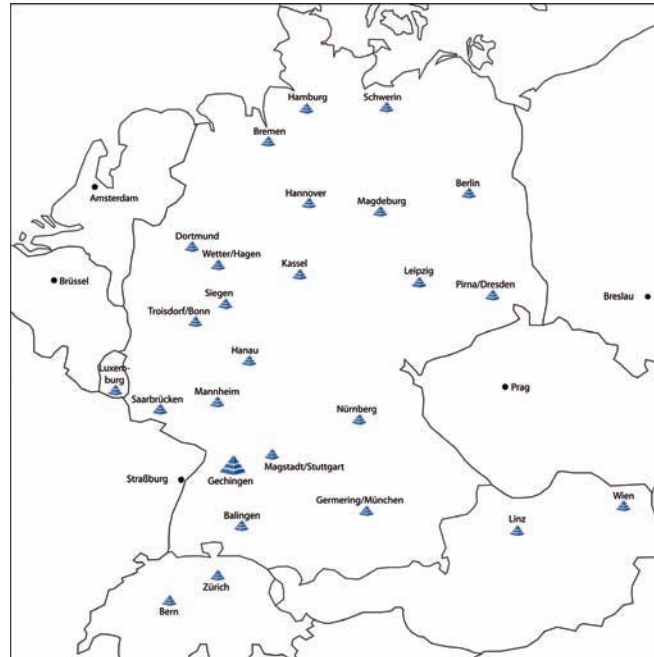 Hamburg
Schwerin
Bremen
Berlin
Amsterdam
Hannover
Magdeburg
Dortmund
Wetter/Hagen
Kassel
Leipzig
Brüssel
Pirna/Dresden
Breslau
Siegen
Troisdorf/Bonn
Hanau
Luxem-
burg
Prag
Mannheim
Saarbrücken
Nürnberg
Magstadt/Stuttgart
Straßburg
Gechingen
Germering/München
Wien
Balingen
Linz
Zürich
Bern